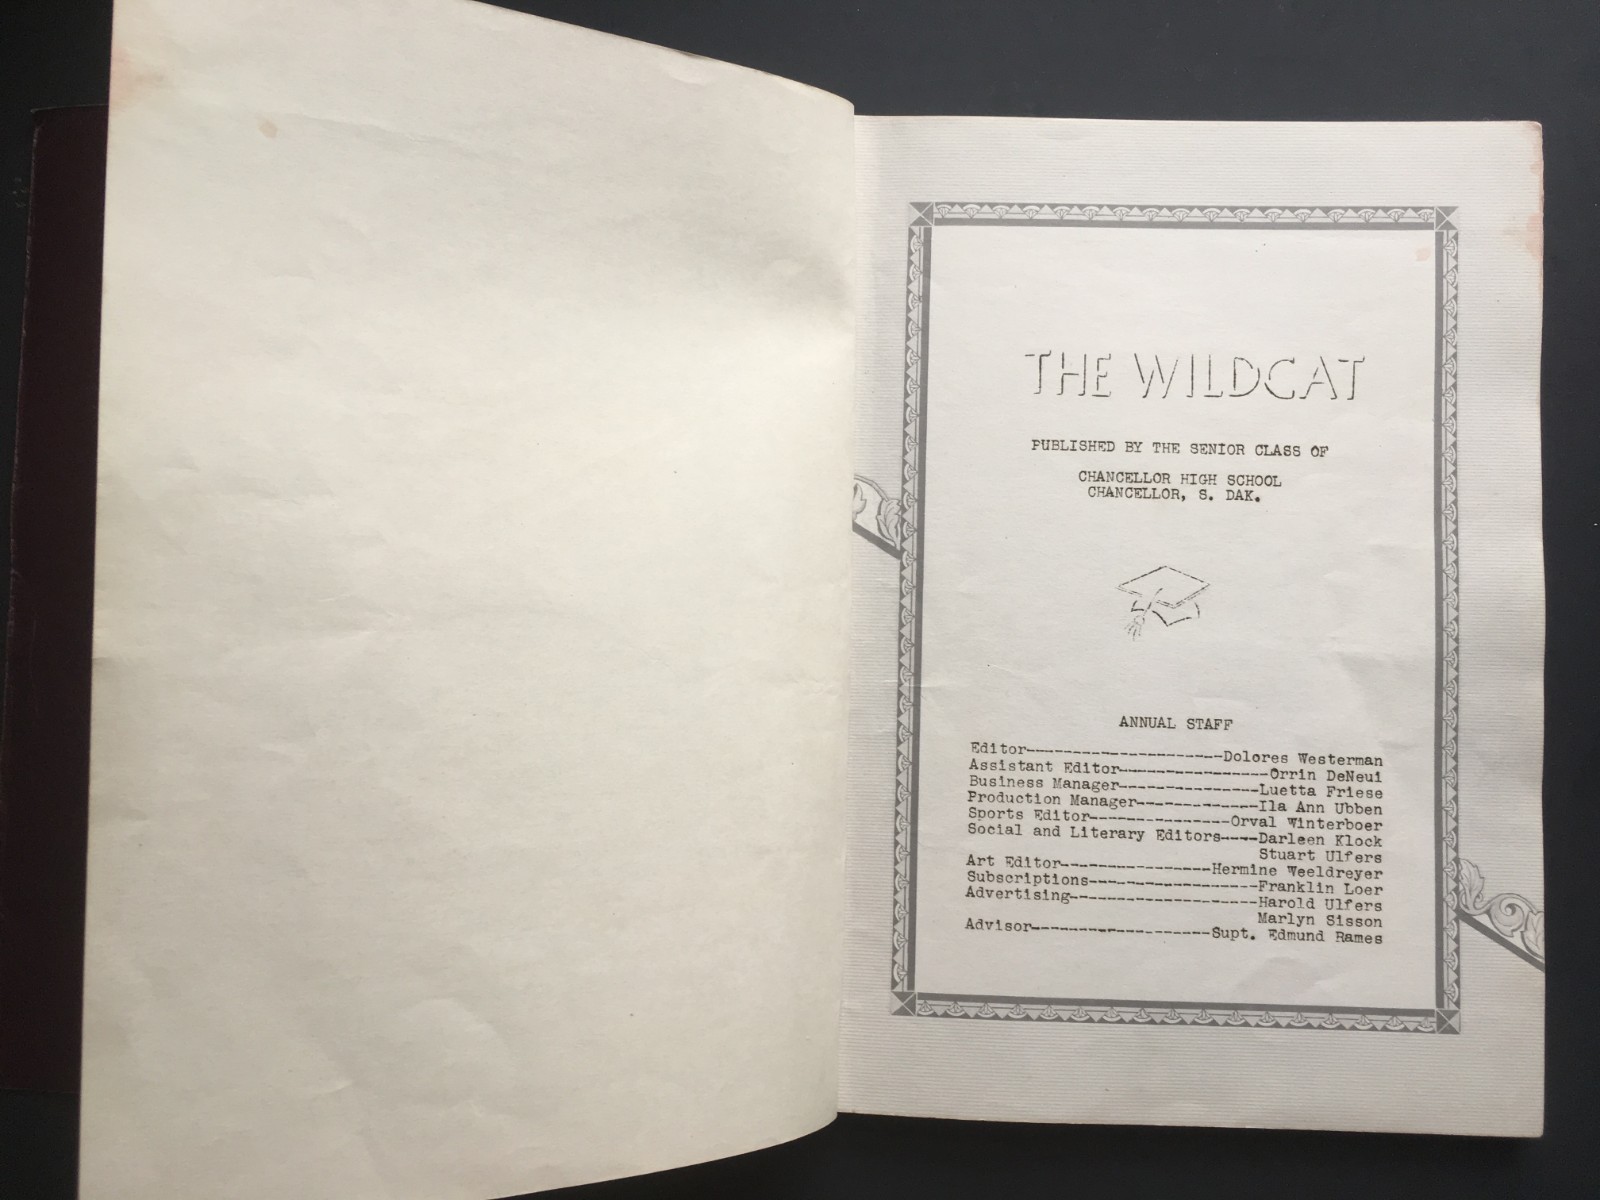 THE WILDCAT
PUBLISHED BY THE SENIOR CLASS OF
CHANCELLOR HIGH SCHOOL
CHANCELLOR, S. DAK.
ANNUAL STAFF
Editor---------------------Dolores Westerman
Assistant Editor----------------Orrin DeNeui
Business Manager---------------Luetta Friese
Production Manager-------------Ila Ann Ubben
Sports Editor---------------Orval Winterboer
Social and Literary Editors----Darleen Klock
Stuart Ulfers
Art Editor----------------Hermine Weeldreyer
Subscriptions------------------Franklin Loer
Advertising--------------------Harold Ulfers
Marlyn Sisson
Advisor-------------------Supt. Edmund Rames